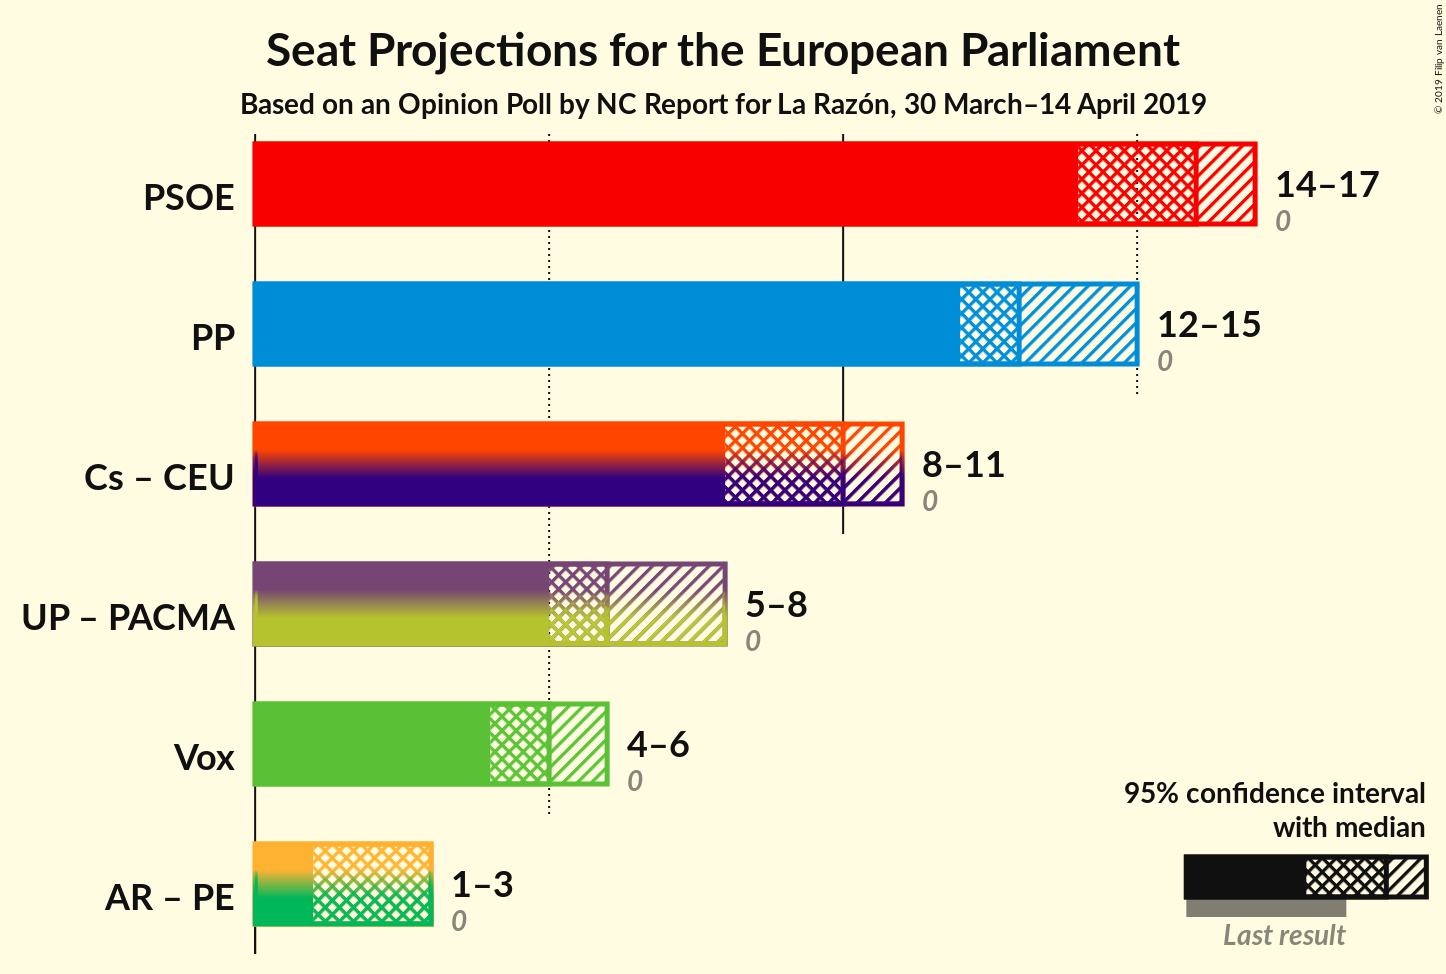 Seat Projections for the European Parliament
Based on an Opinion Poll by NC Report for La Razón, 30 March–14 April 2019
© 2019 Filip van Laenen
PSOE
14–17
0
PP
12–15
0
Cs – CEU
8–11
0
UP – PACMA
5–8
0
Vox
4–6
0
AR – PE
1–3
0
95% confidence interval
with median
Last result